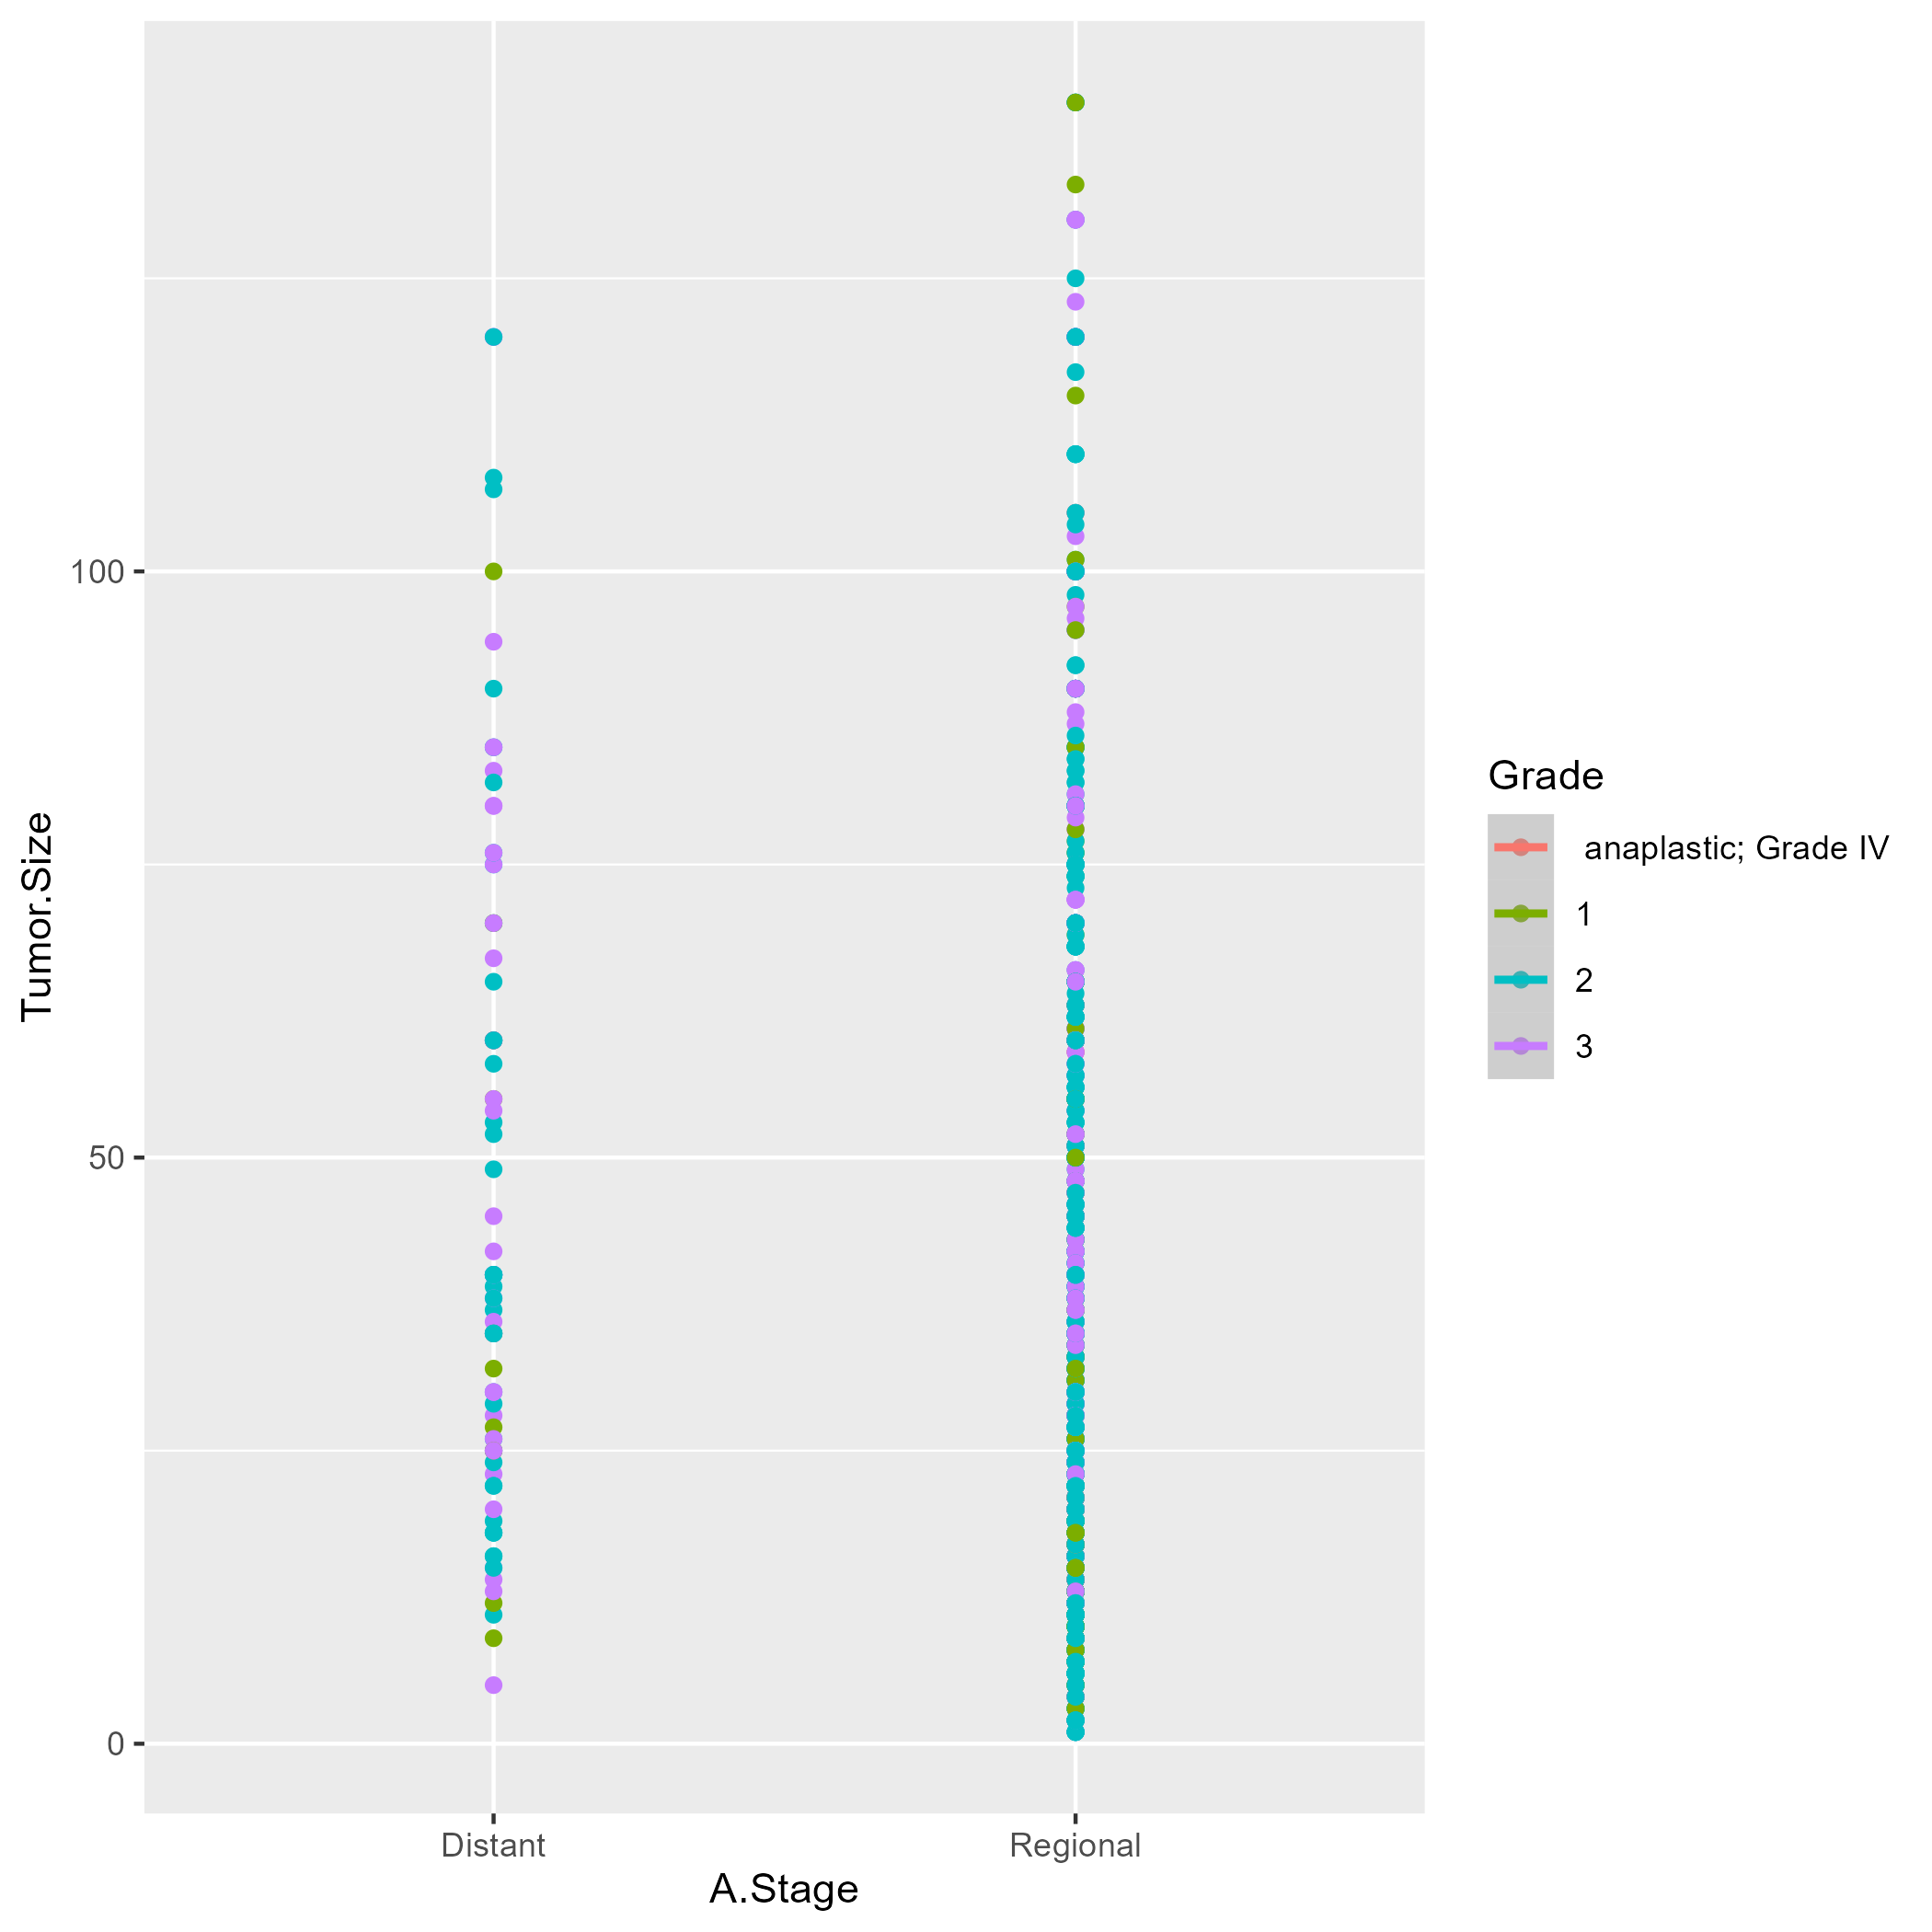 Tumor.Size
100
50
0
Distant
Regional
A.Stage
Grade
anaplastic; Grade IV
1
2
3